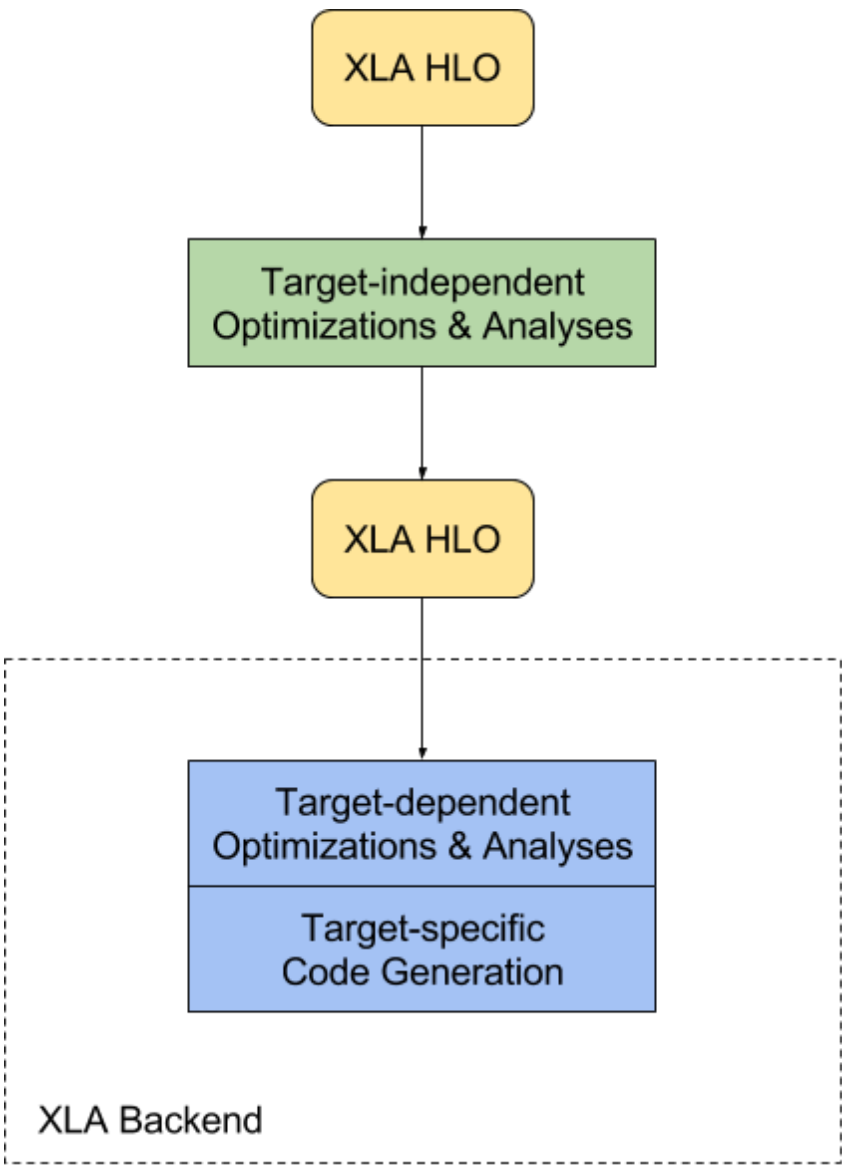 XLA HLO
Target-independent
Optimizations & Analyses
XLA HLO
Target-dependent
Optimizations & Analyses
Target-specific
Code Generation
XLA Backend